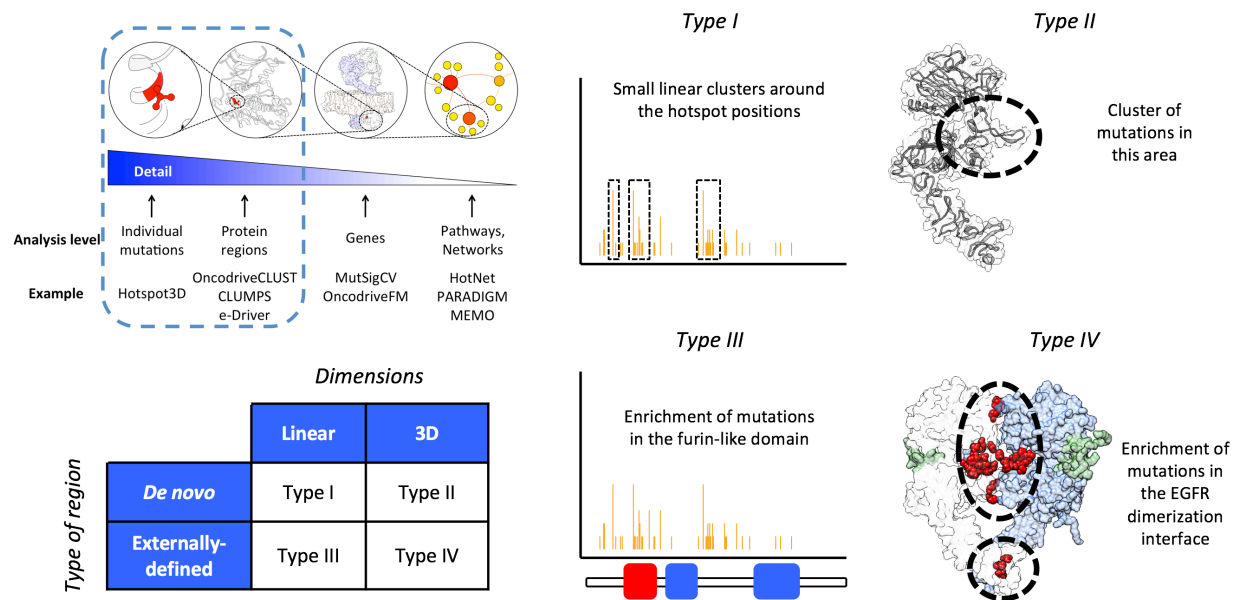 Detail
Analysis level
Individual
mutations
Protein
regions
Genes
Pathways,
Networks
Example
Hotspot3D
OncodriveCLUST
CLUMPS
e-Driver
MutSigCV
OncodriveFM
HotNet
PARADIGM
MEMO
Dimensions
Type of region
Linear
3D
De novo
Type I
Type II
Externally-
defined
Type III
Type IV
Type I
Small linear clusters around
the hotspot positions
Type II
Cluster of
mutations in
this area
Type III
Enrichment of mutations
in the furin-like domain
Type IV
Enrichment of
mutations in
the EGFR
dimerization
interface